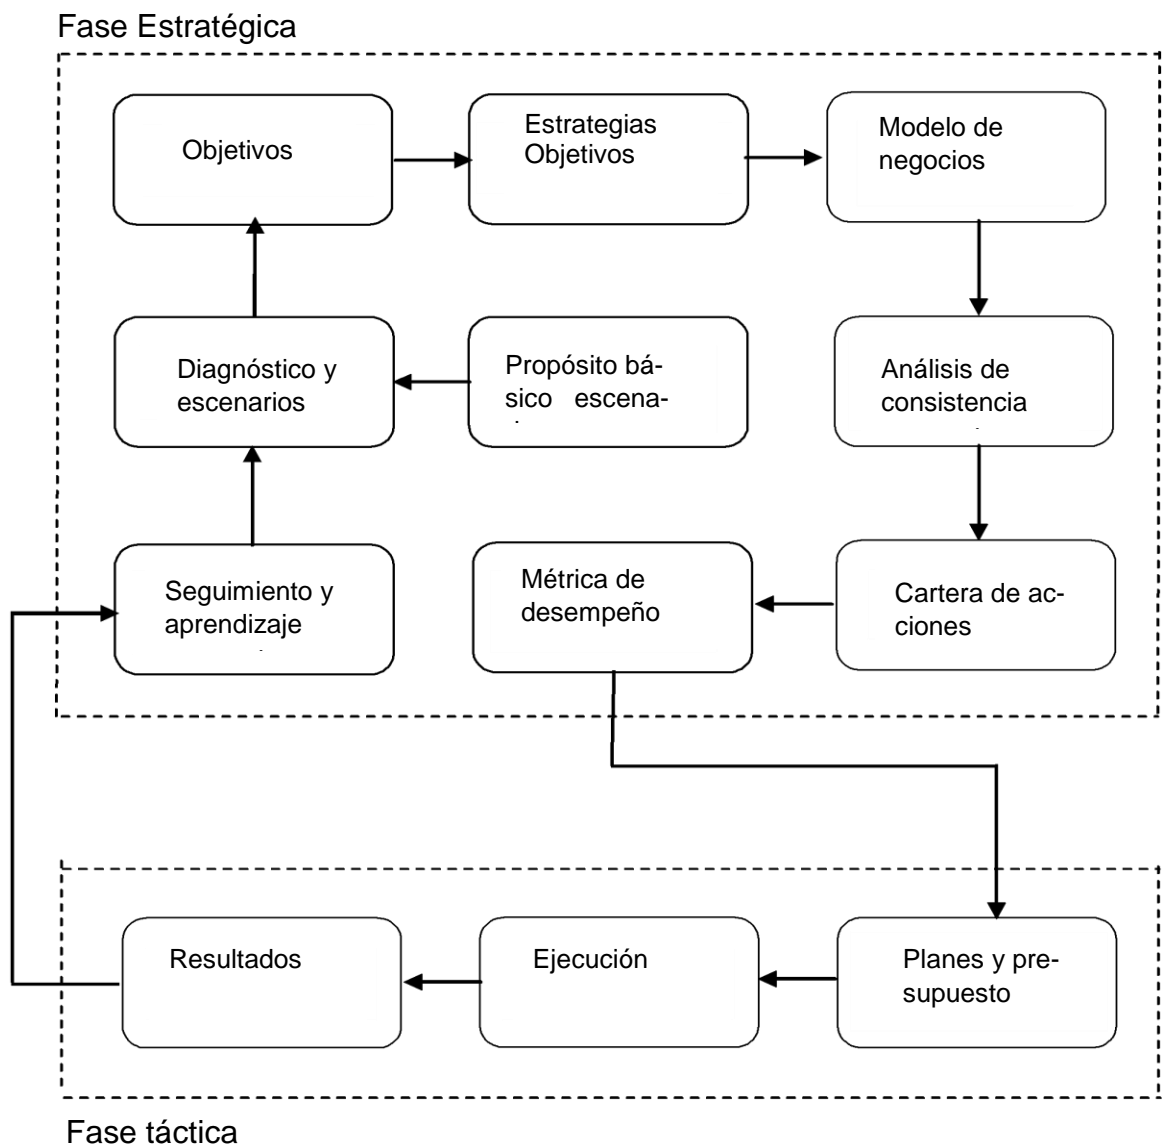 Fase Estratégica
Objetivos
Estrategias
Objetivos
Modelo de
negocios
Diagnóstico y
escenarios
Propósito bá-
sico escena-
Análisis de
consistencia
Seguimiento y
aprendizaje
Métrica de
desempeño
Cartera de ac-
ciones
Resultados
Ejecución
Planes y pre-
supuesto
Fase táctica